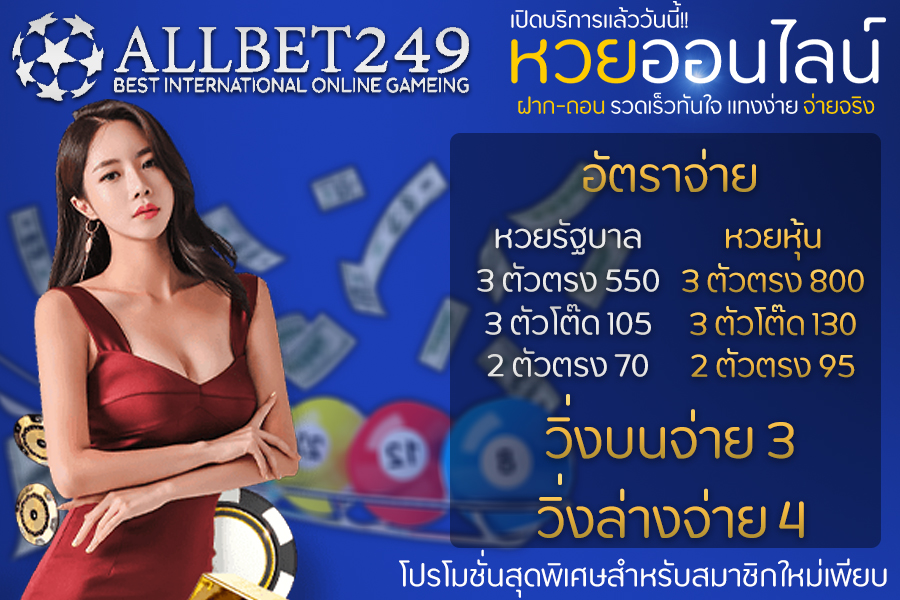 ALLBET249
BEST INTERNATIONAL ONLINE GAMEING
เปิดบริการแล้ววันนี้!!
หวยออนไลน์
ฝาก-ถอน รวดเร็วทันใจ แทงง่าย จ่ายจริง
อัตราจ่าย
หวยรัฐบาล
3 ตัวตรง 550
3 ตัวโต๊ด 105
2 ตัวตรง 70
หวยหุ้น
3 ตัวตรง 800
3 ตัวโต๊ด 130
2 ตัวตรง 95
วิ่งบนจ่าย 3
วิ่งล่างจ่าย 4
12
8
โปรโมชั่นสุดพิเศษสำหรับสมาชิกใหม่เพียบ